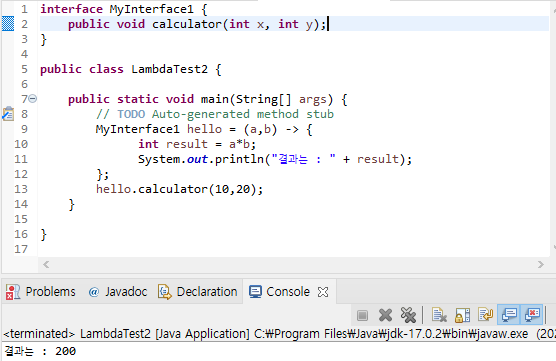 1 interface MyInterface1 {
2     public void calculator(int x, int y);
3 }
4
5 public class LambdaTest2 {
6
7     public static void main(String[] args) {
8         // TODO Auto-generated method stub
9         MyInterface1 hello = (a,b) -> {
10             int result = a*b;
11             System.out.println("결과는 : " + result);
12         };
13         hello.calculator(10,20);
14     }
15
16 }
17
Problems @ Javadoc Declaration Console
<terminated> LambdaTest2 [Java Application] C:₩Program Files₩Java₩jdk-17.0.2₩bin₩javaw.exe (202
결과는 : 200